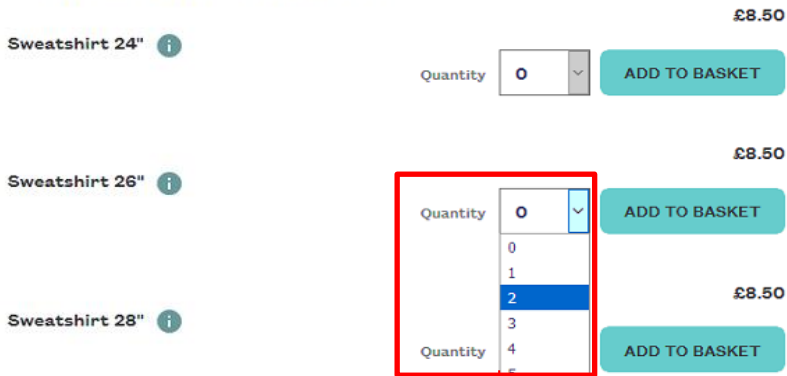 £8.50
Sweatshirt 24"
Quantity 0 ADD TO BASKET
£8.50
Sweatshirt 26"
Quantity 0 ADD TO BASKET
0
1
2
£8.50
3
Sweatshirt 28"
4
Quantity ADD TO BASKET